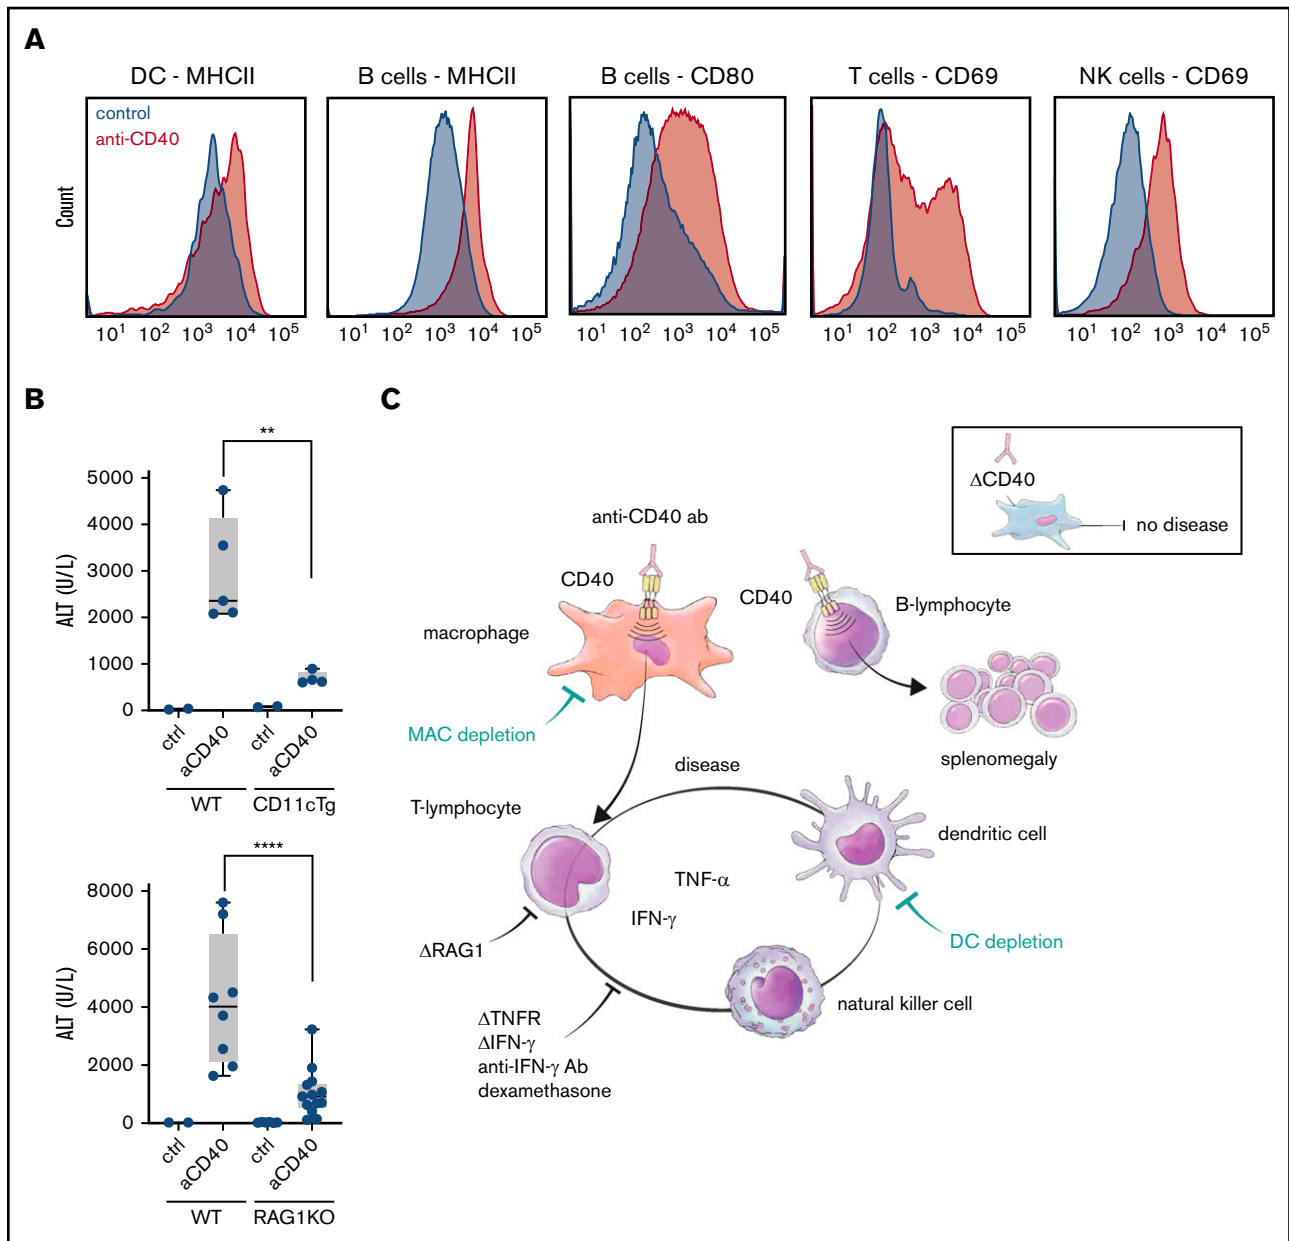 A
DC - MHCII
B cells - MHCII
B cells - CD80
T cells - CD69
NK cells - CD69
control
anti-CD40
Count
10¹ 10² 10³ 10⁴ 10⁵
10¹ 10² 10³ 10⁴ 10⁵
10¹ 10² 10³ 10⁴ 10⁵
10¹ 10² 10³ 10⁴ 10⁵
10¹ 10² 10³ 10⁴ 10⁵
B
**
5000
4000
3000
2000
1000
0
ALT (U/L)
ctrl
aCD40
ctrl
aCD40
WT
CD11cTg
****
8000
6000
4000
2000
0
ALT (U/L)
ctrl
aCD40
ctrl
aCD40
WT
RAG1KO
C
ΔCD40
no disease
anti-CD40 ab
CD40
macrophage
CD40
B-lymphocyte
MAC depletion
splenomegaly
disease
T-lymphocyte
dendritic cell
TNF-α
IFN-γ
ΔRAG1
DC depletion
natural killer cell
ΔTNFR
ΔIFN-γ
anti-IFN-γ Ab
dexamethasone